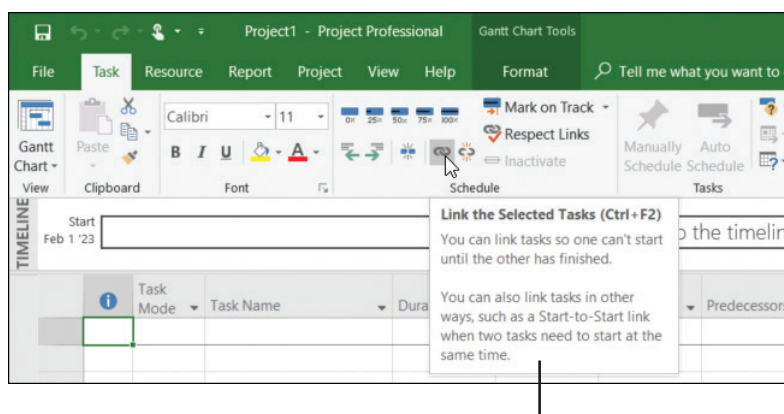 Project1 - Project Professional
Gantt Chart Tools
File Task Resource Report Project View Help Format Tell me what you want to
Calibri 11
0% 25% 50% 75% 100%
Mark on Track
Respect Links
Inactivate
Gantt
Chart
Paste
B I U A
Manually
Schedule
Auto
Schedule
View Clipboard Font Schedule Tasks
TIMELINE
Start
Feb 1 '23
the timelin
Link the Selected Tasks (Ctrl+F2)
You can link tasks so one can't start
until the other has finished.
You can also link tasks in other
ways, such as a Start-to-Start link
when two tasks need to start at the
same time.
Task
Mode
Task Name
Dura
Predecessors